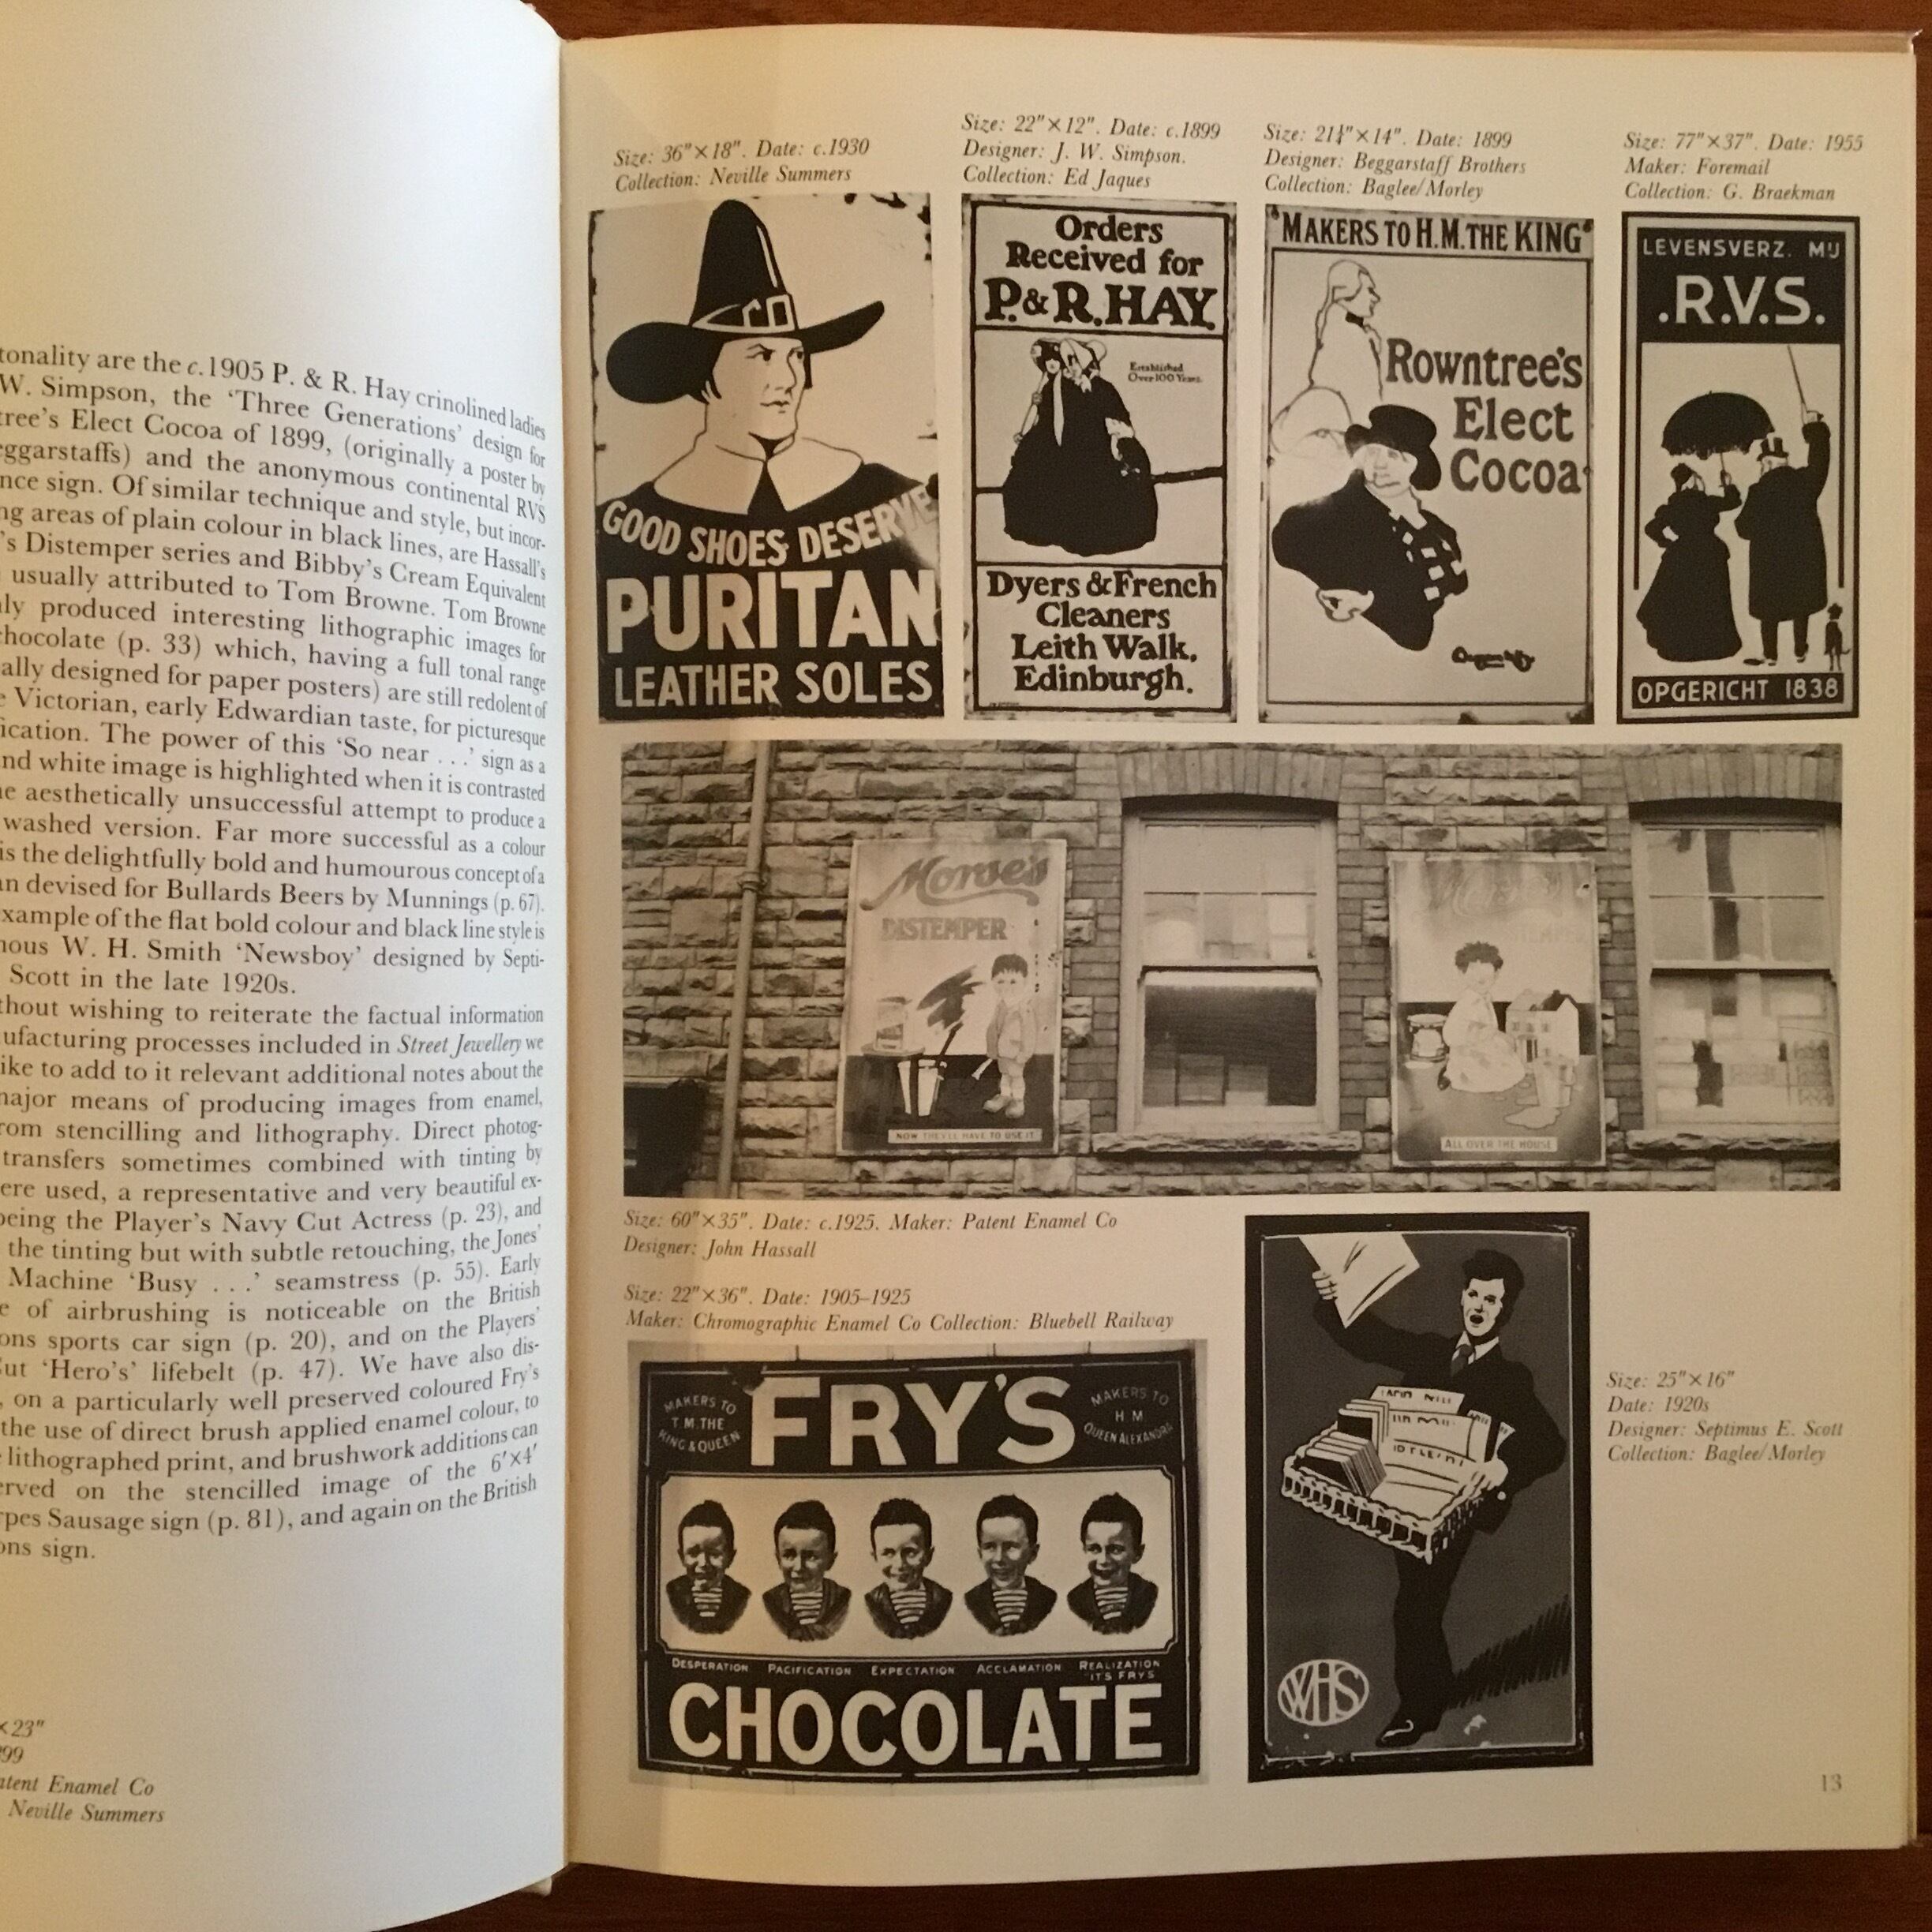 tonality are the c.1905 P. & R. Hay crinolined ladies
W. Simpson, the 'Three Generations' design for
tree's Elect Cocoa of 1899, (originally a poster by
eggarstaffs) and the anonymous continental RVS
nce sign. Of similar technique and style, but incor-
ng areas of plain colour in black lines, are Hassall's
's Distemper series and Bibby's Cream Equivalent
usually attributed to Tom Browne. Tom Browne
ly produced interesting lithographic images for
chocolate (p. 33) which, having a full tonal range
ally designed for paper posters) are still redolent of
e Victorian, early Edwardian taste, for picturesque
ication. The power of this 'So near . . .' sign as a
nd white image is highlighted when it is contrasted
e aesthetically unsuccessful attempt to produce a
washed version. Far more successful as a colour
is the delightfully bold and humourous concept of a
an devised for Bullards Beers by Munnings (p. 67).
xample of the flat bold colour and black line style is
nous W. H. Smith 'Newsboy' designed by Septi-
Scott in the late 1920s.
thout wishing to reiterate the factual information
ufacturing processes included in Street Jewellery we
ike to add to it relevant additional notes about the
najor means of producing images from enamel,
rom stencilling and lithography. Direct photog-
transfers sometimes combined with tinting by
ere used, a representative and very beautiful ex-
being the Player's Navy Cut Actress (p. 23), and
the tinting but with subtle retouching, the Jones'
Machine 'Busy . . .' seamstress (p. 55). Early
e of airbrushing is noticeable on the British
ons sports car sign (p. 20), and on the Players'
Cut 'Hero's' lifebelt (p. 47). We have also dis-
, on a particularly well preserved coloured Fry's
the use of direct brush applied enamel colour, to
lithographed print, and brushwork additions can
erved on the stencilled image of the 6'×4'
rpes Sausage sign (p. 81), and again on the British
ons sign.
×23"
99
atent Enamel Co
Neville Summers
Size: 36"×18". Date: c.1930
Collection: Neville Summers
GOOD SHOES DESERVE
PURITAN
LEATHER SOLES
Size: 22"×12". Date: c.1899
Designer: J. W. Simpson.
Collection: Ed Jaques
Orders
Received for
P. & R. HAY.
Established
Over 100 Years.
Dyers & French
Cleaners
Leith Walk.
Edinburgh.
Size: 21¼"×14". Date: 1899
Designer: Beggarstaff Brothers
Collection: Baglee/Morley
"MAKERS TO H.M. THE KING"
Rowntree's
Elect
Cocoa
Size: 77"×37". Date: 1955
Maker: Foremail
Collection: G. Braekman
LEVENSVERZ. MIJ
.R.V.S.
OPGERICHT 1838
Morse's
DISTEMPER
NOW THEY'LL HAVE TO USE IT
ALL OVER THE HOUSE
Size: 60"×35". Date: c.1925. Maker: Patent Enamel Co
Designer: John Hassall
Size: 22"×36". Date: 1905–1925
Maker: Chromographic Enamel Co Collection: Bluebell Railway
MAKERS TO
T.M. THE
KING & QUEEN
FRY'S
MAKERS TO
H M
QUEEN ALEXANDRA
DESPERATION PACIFICATION EXPECTATION ACCLAMATION REALIZATION
IT'S FRYS
CHOCOLATE
WHS
Size: 25"×16"
Date: 1920s
Designer: Septimus E. Scott
Collection: Baglee/Morley
13